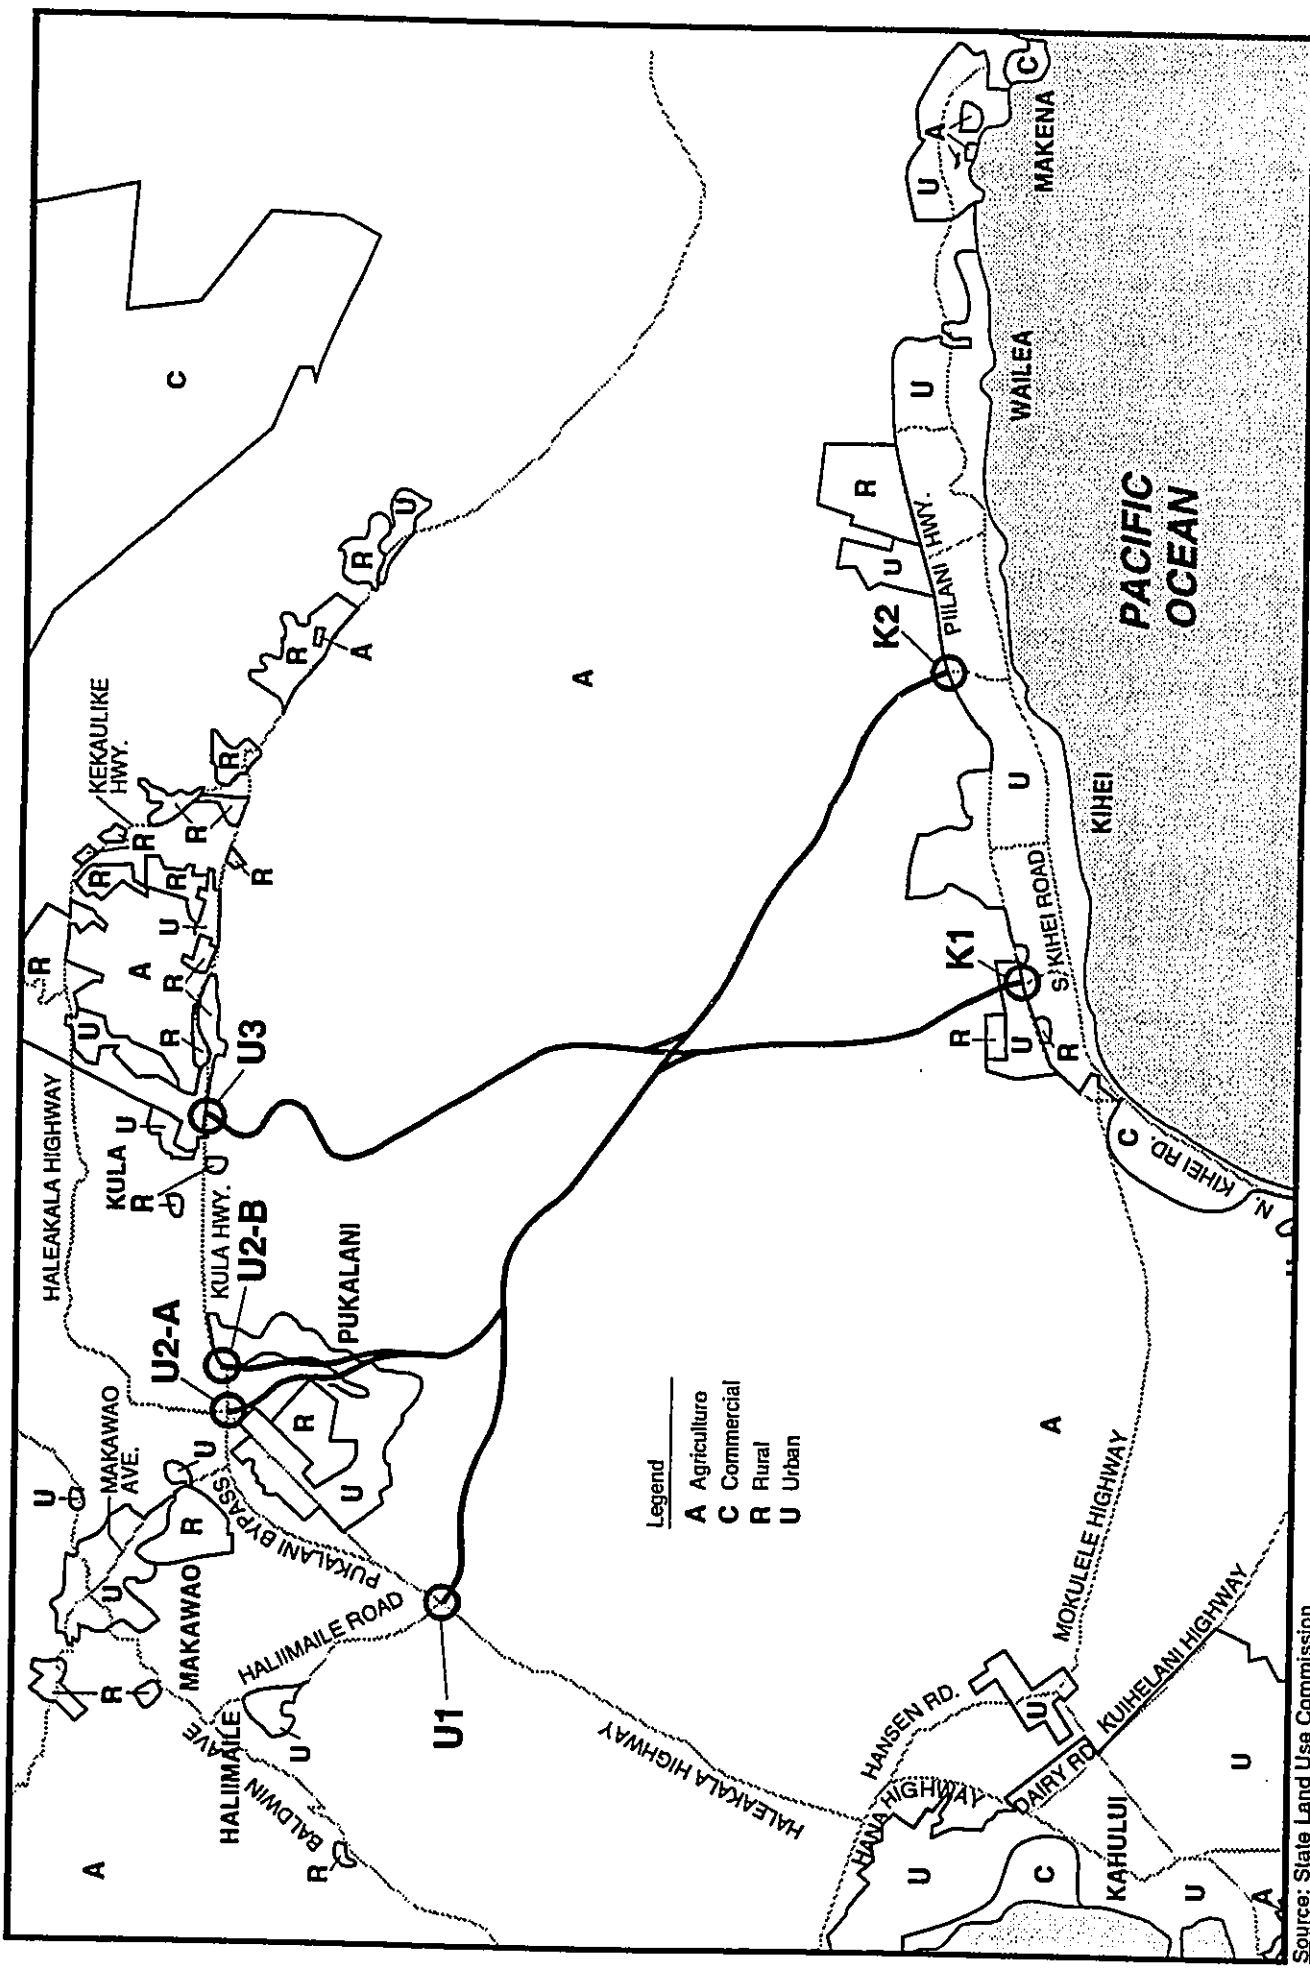 C
C
MAKENA
A
U
WAILEA
U
R
PIILANI HWY.
U
K2
PACIFIC
OCEAN
U
R
R
A
A
KEKAULIKE
HWY.
R
R
R
R
R
R
U
R
A
R
R
U
R
U3
U
KIHEI
K1
S. KIHEI ROAD
R
U
R
C
N. KIHEI RD.
HALEAKALA HIGHWAY
U
KULA
R
KULA HWY.
U2-B
U2-A
PUKALANI
R
U
MAKAWAO
AVE.
U
U
U
R
PUKALANI BYPASS
MAKAWAO
HALIIMAILE ROAD
R
HALIIMAILE
U
U1
BALDWIN AVE
R
A
Legend
A Agriculture
C Commercial
R Rural
U Urban
A
MOKULELE HIGHWAY
HALEAKALA HIGHWAY
HANSEN RD.
U
KUIHELANI HIGHWAY
HANA HIGHWAY
DAIRY RD
U
U
C
KAHULUI
U
A
Source: State Land Use Commission